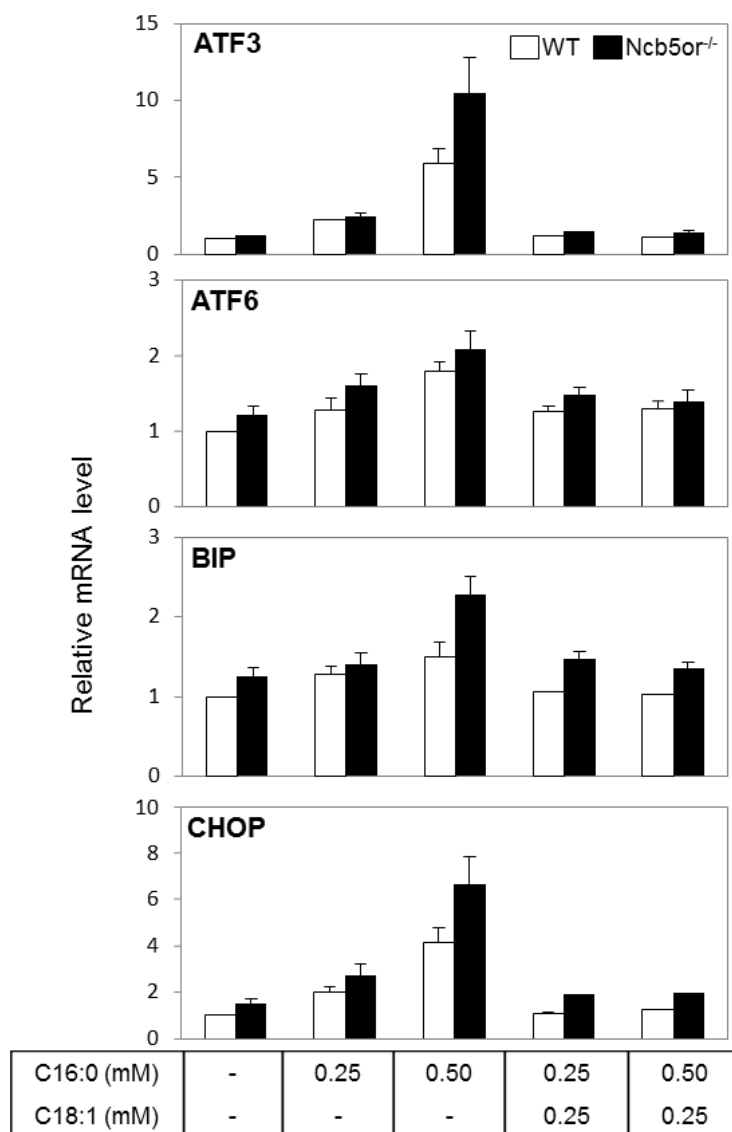 ATF3
WT Ncb5or-/-
15
10
5
0
ATF6
3
2
1
0
BIP
3
2
1
0
CHOP
10
8
6
4
2
0
Relative mRNA level
C16:0 (mM) - 0.25 0.50 0.25 0.50
C18:1 (mM) - - - 0.25 0.25